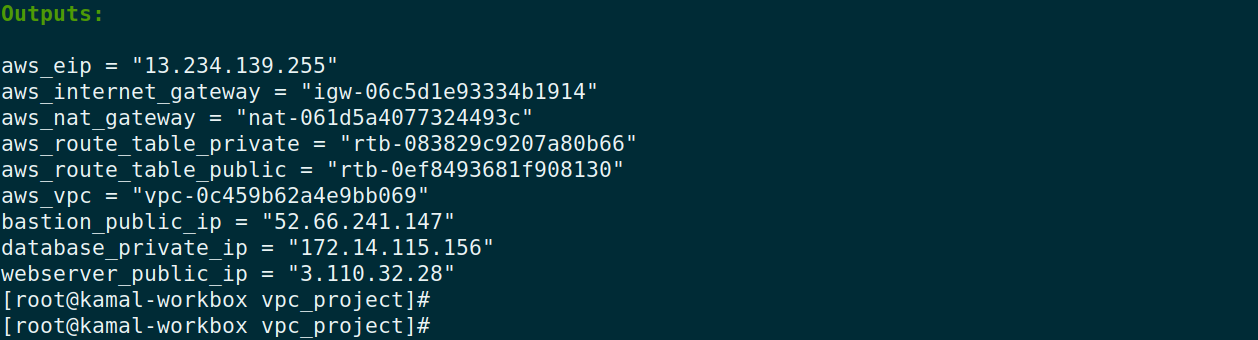 Outputs:
aws_eip = "13.234.139.255"
aws_internet_gateway = "igw-06c5d1e93334b1914"
aws_nat_gateway = "nat-061d5a4077324493c"
aws_route_table_private = "rtb-083829c9207a80b66"
aws_route_table_public = "rtb-0ef8493681f908130"
aws_vpc = "vpc-0c459b62a4e9bb069"
bastion_public_ip = "52.66.241.147"
database_private_ip = "172.14.115.156"
webserver_public_ip = "3.110.32.28"
[root@kamal-workbox vpc_project]#
[root@kamal-workbox vpc_project]#